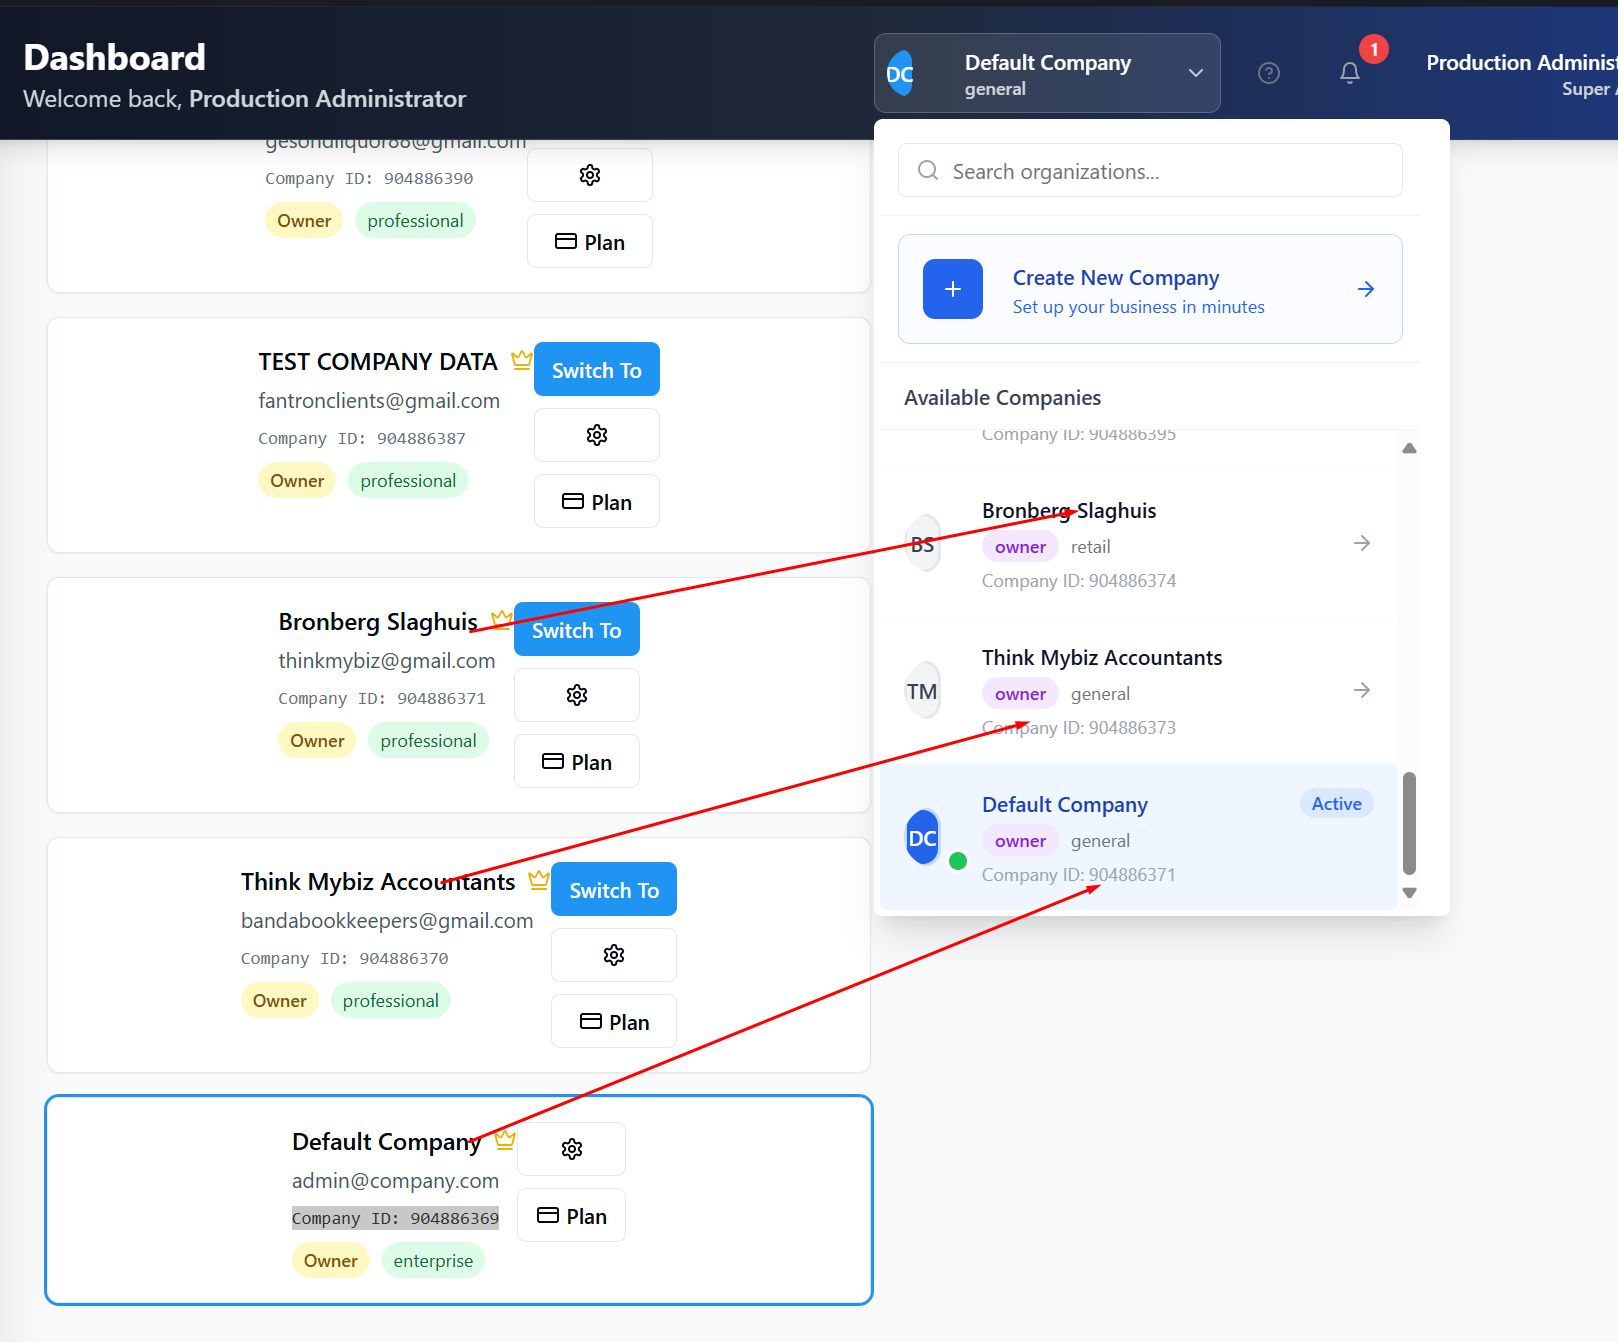 Dashboard
Welcome back, Production Administrator
DC
Default Company
general
1
Production Adminis
Super
gesondliquor88@gmail.com
Company ID: 904886390
Owner
professional
Plan
TEST COMPANY DATA
Switch To
fantronclients@gmail.com
Company ID: 904886387
Owner
professional
Plan
Bronberg Slaghuis
Switch To
thinkmybiz@gmail.com
Company ID: 904886371
Owner
professional
Plan
Think Mybiz Accountants
Switch To
bandabookkeepers@gmail.com
Company ID: 904886370
Owner
professional
Plan
Default Company
admin@company.com
Company ID: 904886369
Owner
enterprise
Plan
Search organizations...
Create New Company
Set up your business in minutes
Available Companies
Company ID: 904886395
BS
Bronberg Slaghuis
owner
retail
Company ID: 904886374
TM
Think Mybiz Accountants
owner
general
Company ID: 904886373
DC
Default Company
Active
owner
general
Company ID: 904886371